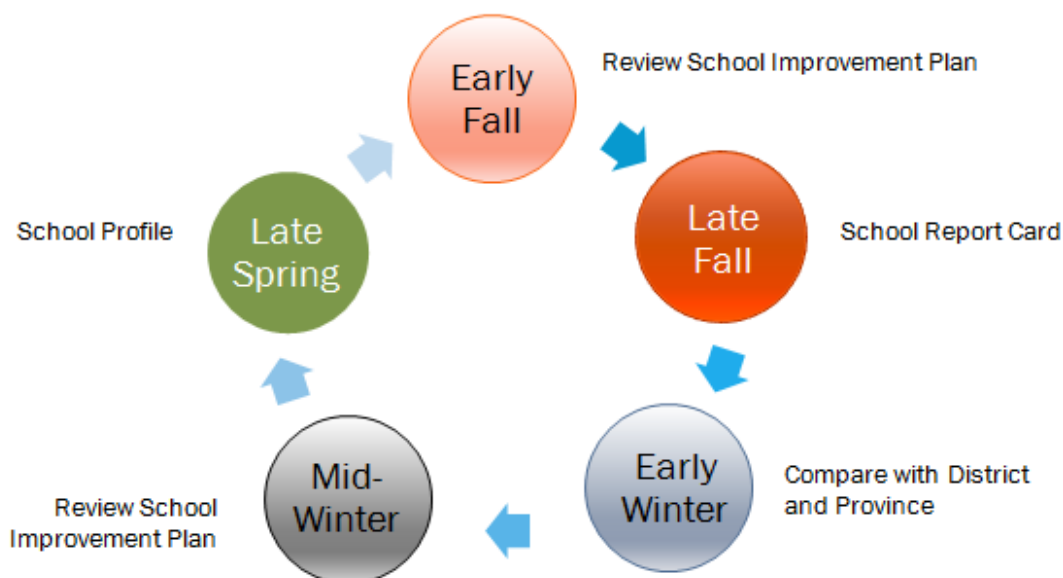 Early
Fall
Review School Improvement Plan
Late
Fall
School Report Card
Early
Winter
Compare with District
and Province
Mid-
Winter
Review School
Improvement Plan
Late
Spring
School Profile